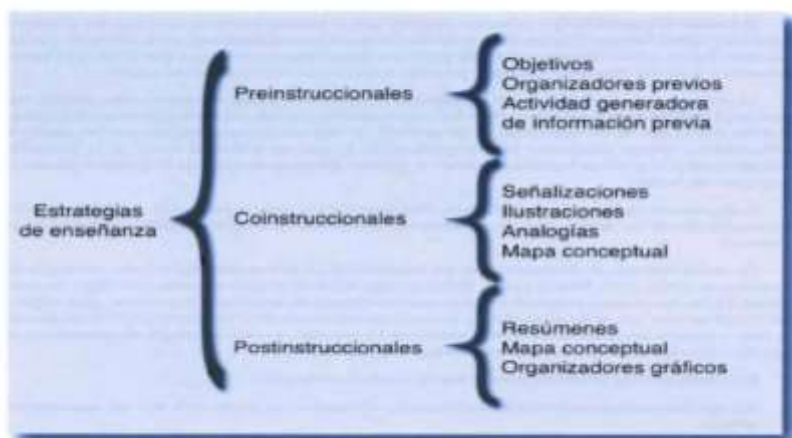 Estrategias
de enseñanza
Preinstruccionales
Objetivos
Organizadores previos
Actividad generadora
de información previa
Coinstruccionales
Señalizaciones
Ilustraciones
Analogías
Mapa conceptual
Postinstruccionales
Resúmenes
Mapa conceptual
Organizadores gráficos